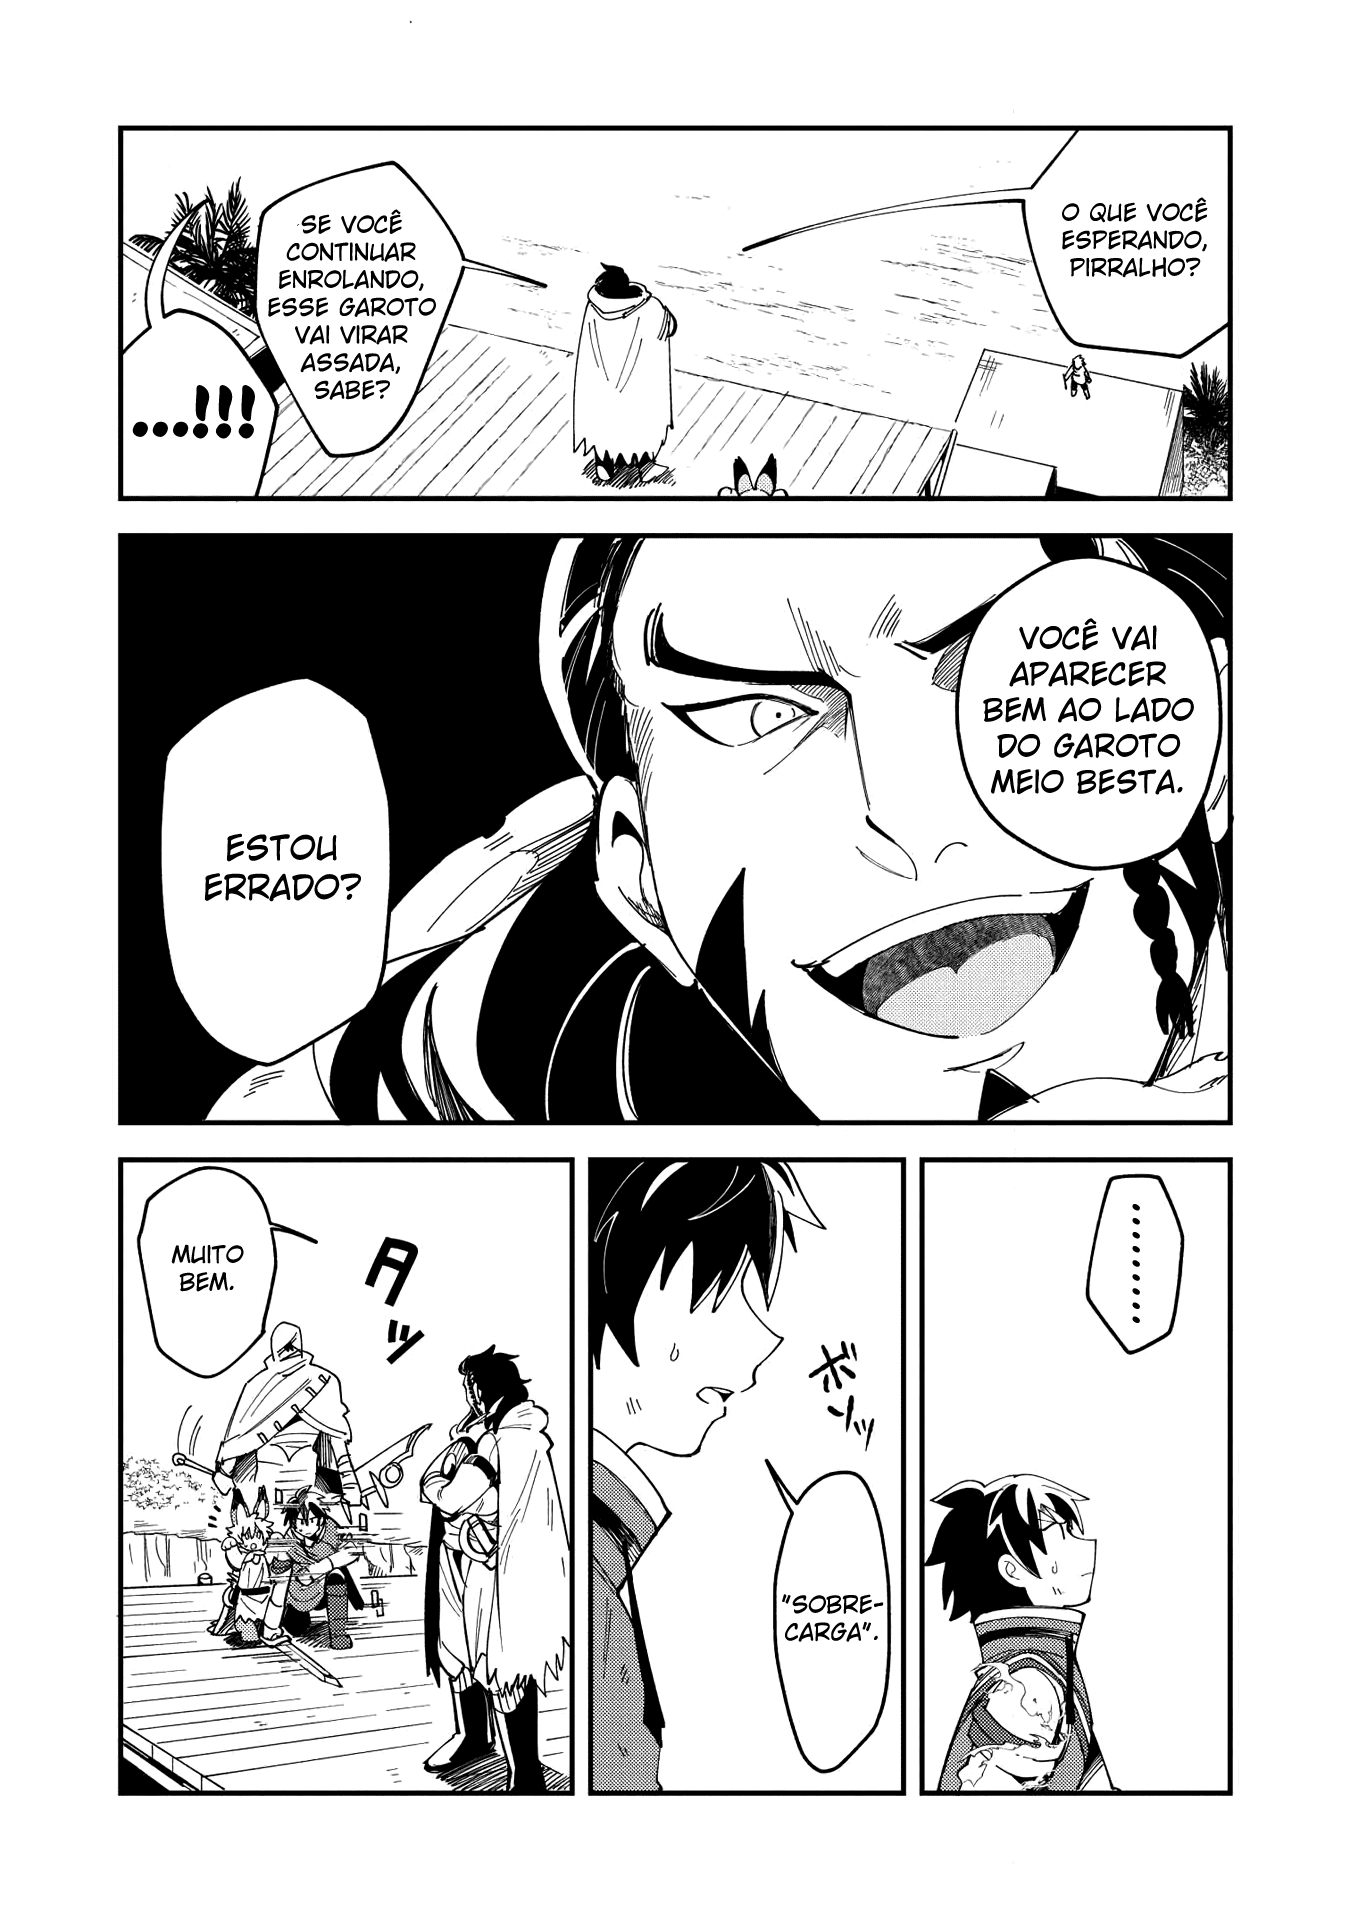 O QUE VOCÊ
ESPERANDO,
PIRRALHO?
SE VOCÊ
CONTINUAR
ENROLANDO,
ESSE GAROTO
VAI VIRAR
ASSADA,
SABE?
...!!!
VOCÊ VAI
APARECER
BEM AO LADO
DO GAROTO
MEIO BESTA.
ESTOU
ERRADO?
.........
ボソッ
"SOBRE-
CARGA".
MUITO
BEM.
Aッ